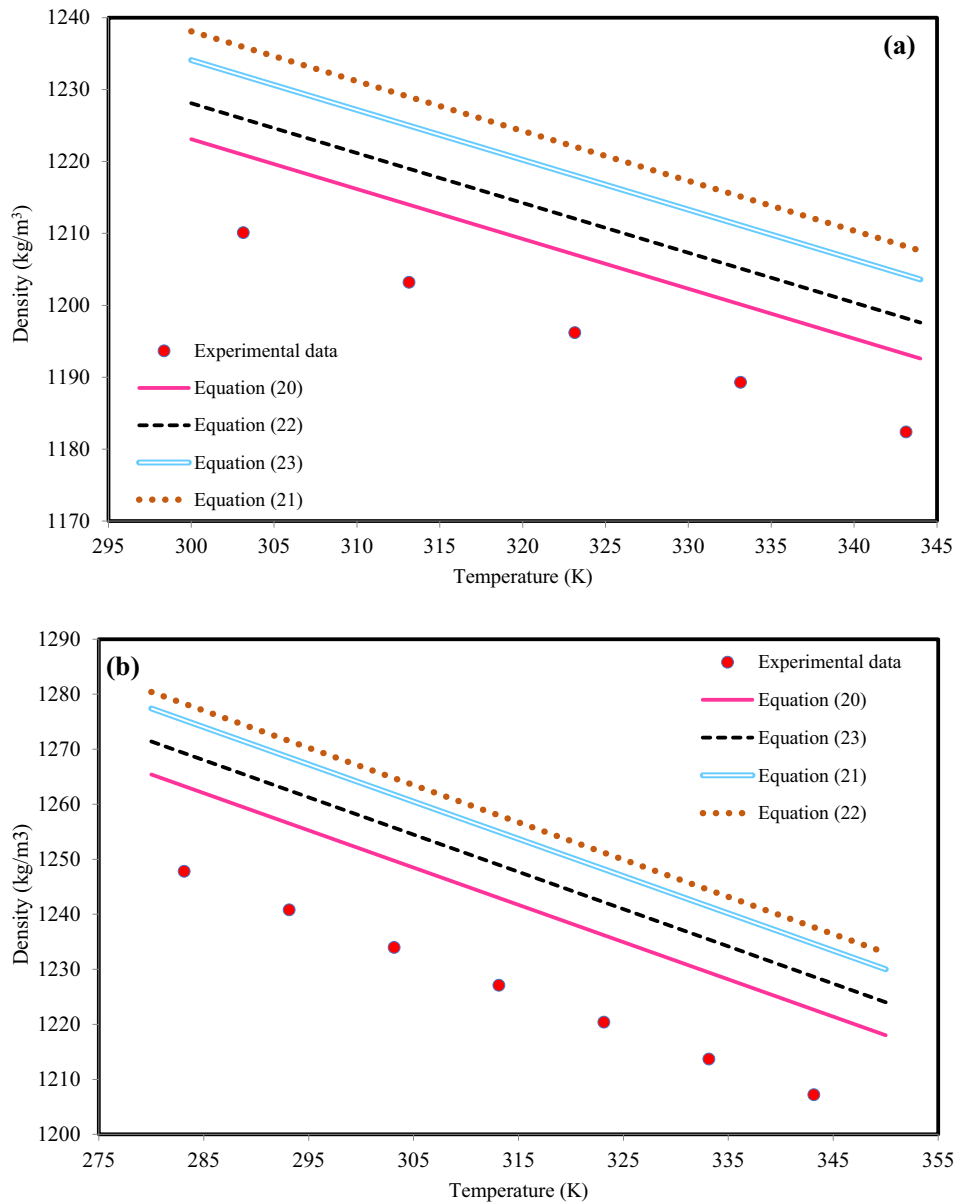 (a)
Density (kg/m³)
1240
1230
1220
1210
1200
1190
1180
1170
Experimental data
Equation (20)
Equation (22)
Equation (23)
Equation (21)
295 300 305 310 315 320 325 330 335 340 345
Temperature (K)
(b)
Density (kg/m3)
1290
1280
1270
1260
1250
1240
1230
1220
1210
1200
Experimental data
Equation (20)
Equation (23)
Equation (21)
Equation (22)
275 285 295 305 315 325 335 345 355
Temperature (K)